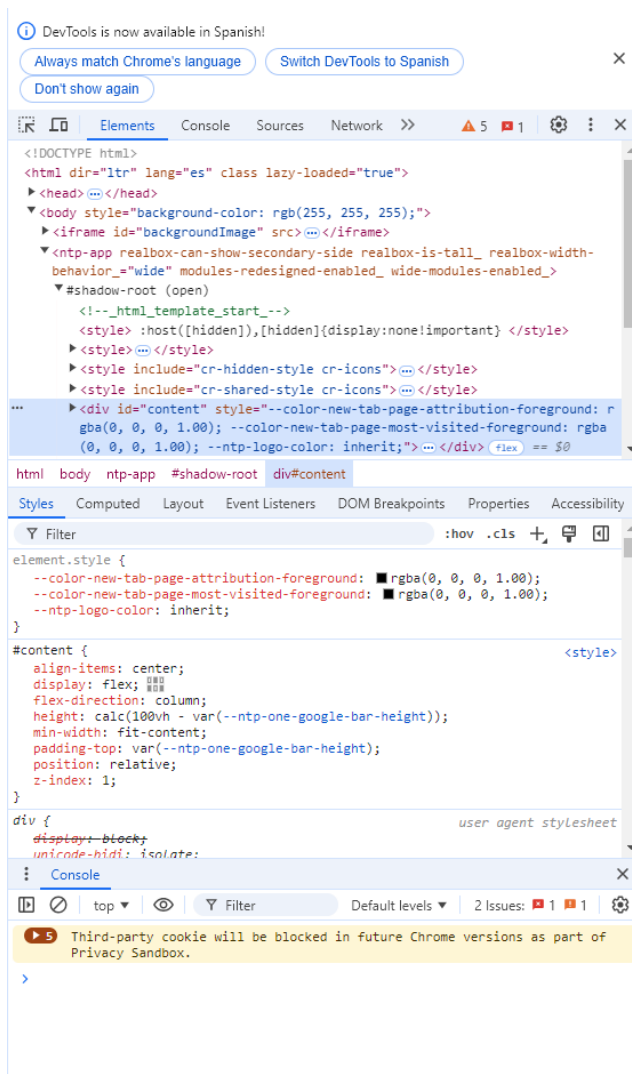 DevTools is now available in Spanish!
Always match Chrome's language
Switch DevTools to Spanish
Don't show again
Elements Console Sources Network 5 1
<!DOCTYPE html>
<html dir="ltr" lang="es" class lazy-loaded="true">
<head> … </head>
<body style="background-color: rgb(255, 255, 255);">
<iframe id="backgroundImage" src> … </iframe>
<ntp-app realbox-can-show-secondary-side realbox-is-tall_ realbox-width-
behavior_="wide" modules-redesigned-enabled_ wide-modules-enabled_>
#shadow-root (open)
<!--_html_template_start_-->
<style> :host([hidden]),[hidden]{display:none!important} </style>
<style> … </style>
<style include="cr-hidden-style cr-icons"> … </style>
<style include="cr-shared-style cr-icons"> … </style>
… <div id="content" style="--color-new-tab-page-attribution-foreground: r
gba(0, 0, 0, 1.00); --color-new-tab-page-most-visited-foreground: rgba
(0, 0, 0, 1.00); --ntp-logo-color: inherit;"> … </div> flex == $0
html body ntp-app #shadow-root div#content
Styles Computed Layout Event Listeners DOM Breakpoints Properties Accessibility
Filter :hov .cls
element.style {
--color-new-tab-page-attribution-foreground: rgba(0, 0, 0, 1.00);
--color-new-tab-page-most-visited-foreground: rgba(0, 0, 0, 1.00);
--ntp-logo-color: inherit;
}
#content { <style>
align-items: center;
display: flex;
flex-direction: column;
height: calc(100vh - var(--ntp-one-google-bar-height));
min-width: fit-content;
padding-top: var(--ntp-one-google-bar-height);
position: relative;
z-index: 1;
}
div { user agent stylesheet
display: block;
unicode-bidi: isolate;
Console
top Filter Default levels 2 Issues: 1 1
5 Third-party cookie will be blocked in future Chrome versions as part of
Privacy Sandbox.